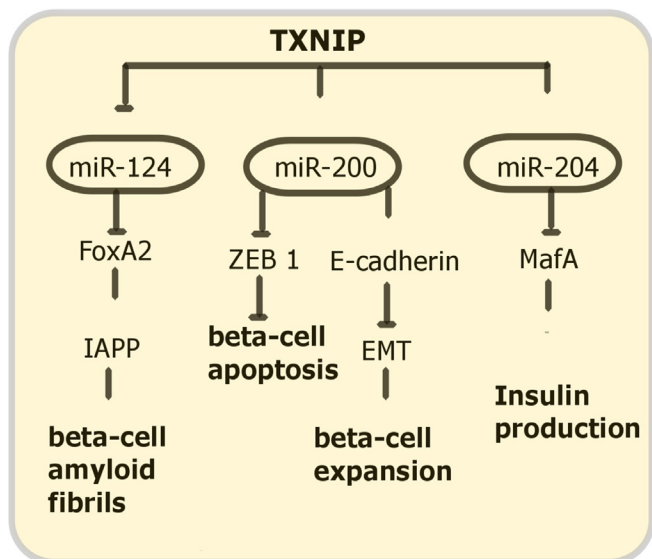 TXNIP
miR-124
miR-200
miR-204
FoxA2
ZEB 1
E-cadherin
MafA
IAPP
beta-cell
apoptosis
EMT
Insulin
production
beta-cell
amyloid
fibrils
beta-cell
expansion